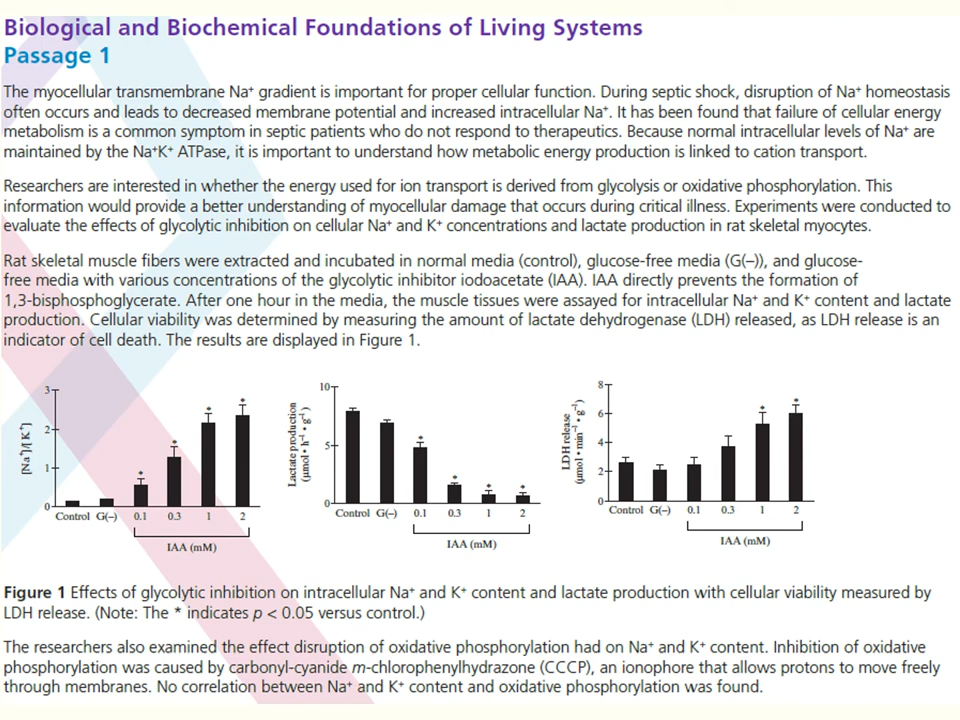 Biological and Biochemical Foundations of Living Systems
Passage 1
The myocellular transmembrane Na⁺ gradient is important for proper cellular function. During septic shock, disruption of Na⁺ homeostasis
often occurs and leads to decreased membrane potential and increased intracellular Na⁺. It has been found that failure of cellular energy
metabolism is a common symptom in septic patients who do not respond to therapeutics. Because normal intracellular levels of Na⁺ are
maintained by the Na⁺K⁺ ATPase, it is important to understand how metabolic energy production is linked to cation transport.
Researchers are interested in whether the energy used for ion transport is derived from glycolysis or oxidative phosphorylation. This
information would provide a better understanding of myocellular damage that occurs during critical illness. Experiments were conducted to
evaluate the effects of glycolytic inhibition on cellular Na⁺ and K⁺ concentrations and lactate production in rat skeletal myocytes.
Rat skeletal muscle fibers were extracted and incubated in normal media (control), glucose-free media (G(–)), and glucose-
free media with various concentrations of the glycolytic inhibitor iodoacetate (IAA). IAA directly prevents the formation of
1,3-bisphosphoglycerate. After one hour in the media, the muscle tissues were assayed for intracellular Na⁺ and K⁺ content and lactate
production. Cellular viability was determined by measuring the amount of lactate dehydrogenase (LDH) released, as LDH release is an
indicator of cell death. The results are displayed in Figure 1.
[Na⁺]/[K⁺]
3
2
1
0
* * * *
Control G(–) 0.1 0.3 1 2
IAA (mM)
Lactate production
(μmol • h⁻¹ • g⁻¹)
10
5
0
* * * *
Control G(–) 0.1 0.3 1 2
IAA (mM)
LDH release
(μmol • min⁻¹ • g⁻¹)
8
6
4
2
0
* *
Control G(–) 0.1 0.3 1 2
IAA (mM)
Figure 1 Effects of glycolytic inhibition on intracellular Na⁺ and K⁺ content and lactate production with cellular viability measured by
LDH release. (Note: The * indicates p < 0.05 versus control.)
The researchers also examined the effect disruption of oxidative phosphorylation had on Na⁺ and K⁺ content. Inhibition of oxidative
phosphorylation was caused by carbonyl-cyanide m-chlorophenylhydrazone (CCCP), an ionophore that allows protons to move freely
through membranes. No correlation between Na⁺ and K⁺ content and oxidative phosphorylation was found.